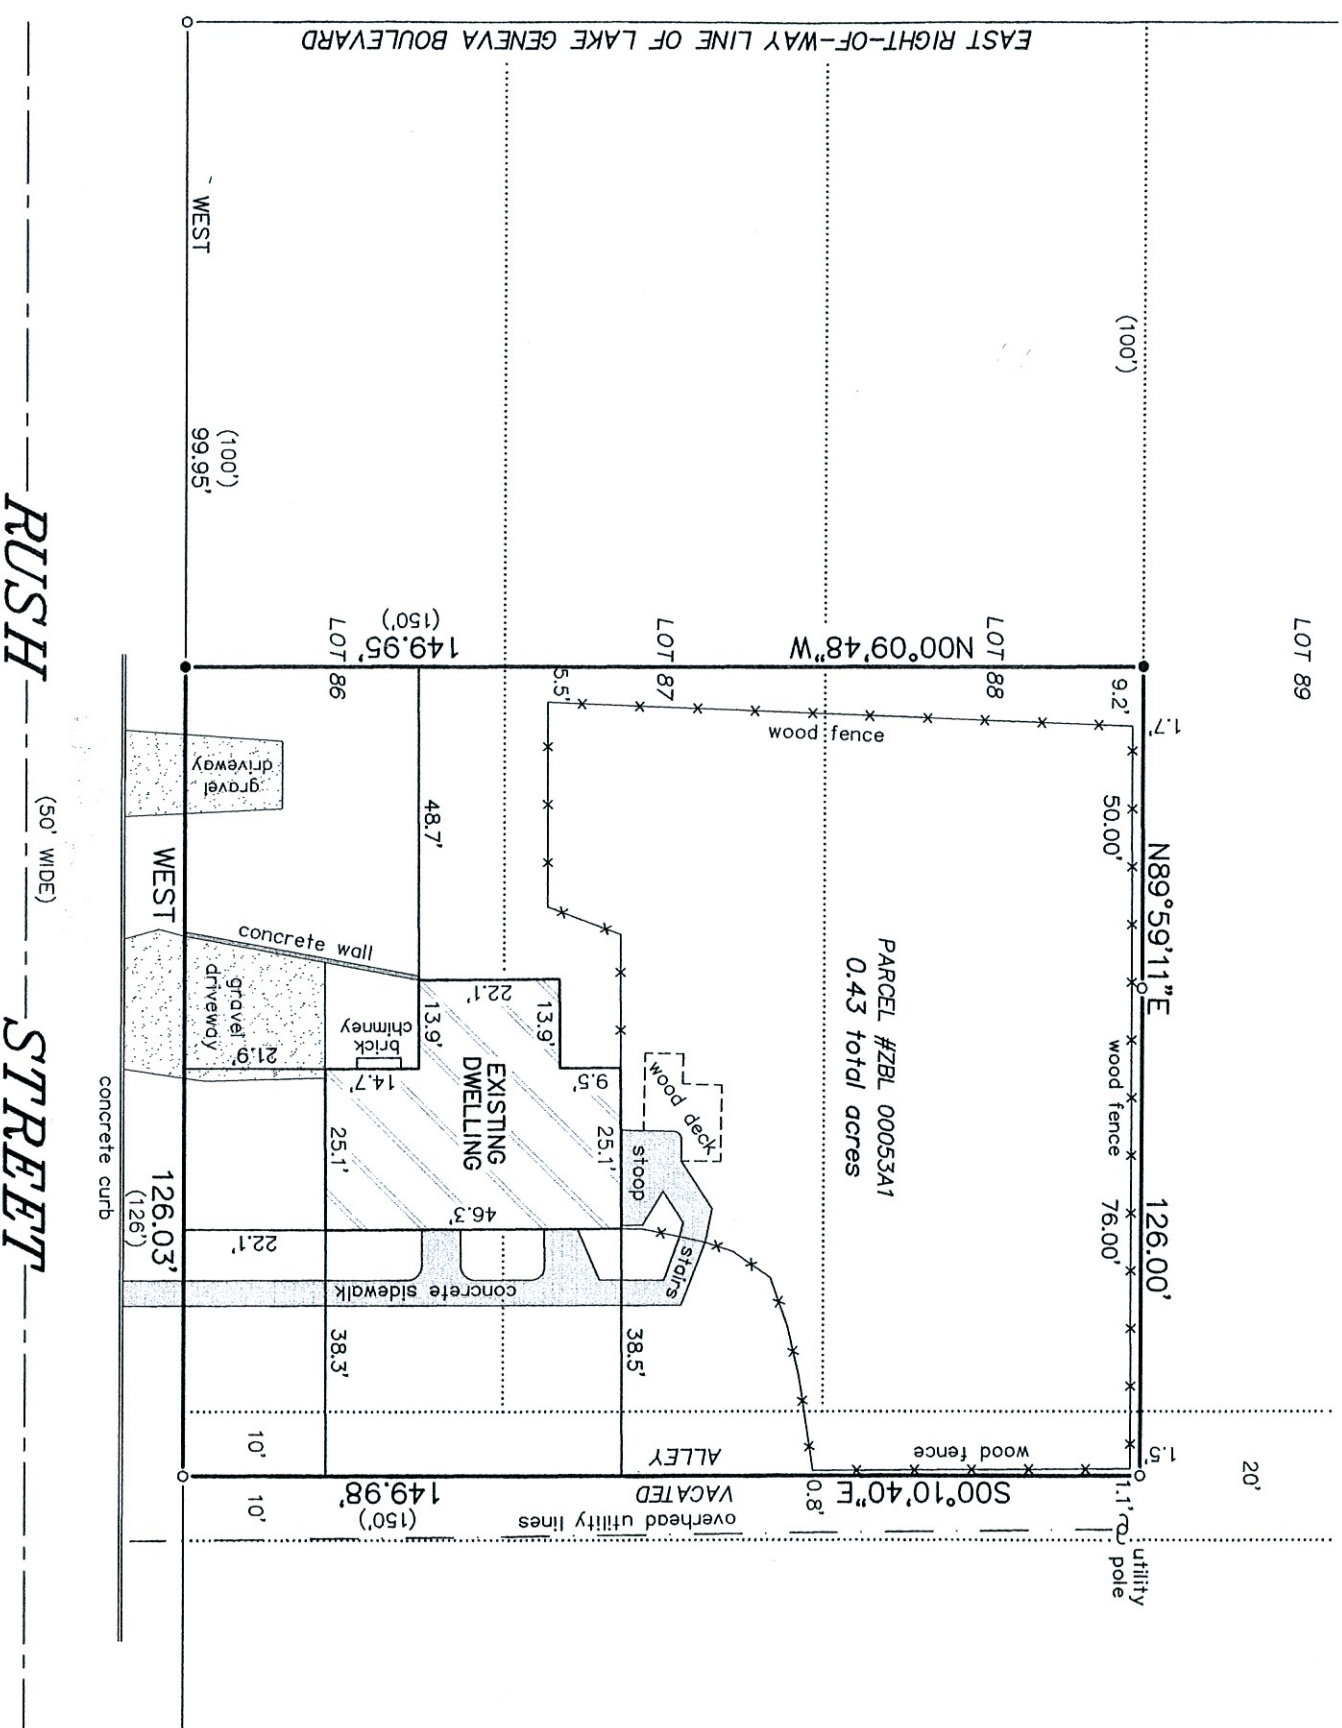 EAST RIGHT-OF-WAY LINE OF LAKE GENEVA BOULEVARD
WEST
(100')
99.95'
(100')
LOT 89
LOT 86
149.95'
(150')
LOT 87
N00°09'48"W
LOT 88
9.2'
1.7'
5.5'
wood fence
gravel
driveway
48.7'
50.00'
N89°59'11"E
126.00'
wood fence
76.00'
PARCEL #ZBL 00053A1
0.43 total acres
WEST
concrete wall
gravel
driveway
21.9'
brick
chimney
14.7'
13.9'
22.1'
13.9'
9.5'
EXISTING
DWELLING
25.1'
25.1'
46.3'
wood deck
stoop
stairs
22.1'
concrete sidewalk
126.03'
(126')
concrete curb
38.3'
38.5'
10'
10'
ALLEY
VACATED
wood fence
1.5'
20'
149.98'
(150')
0.8'
S00°10'40"E
1.1'
overhead utility lines
utility
pole
RUSH STREET
(50' WIDE)